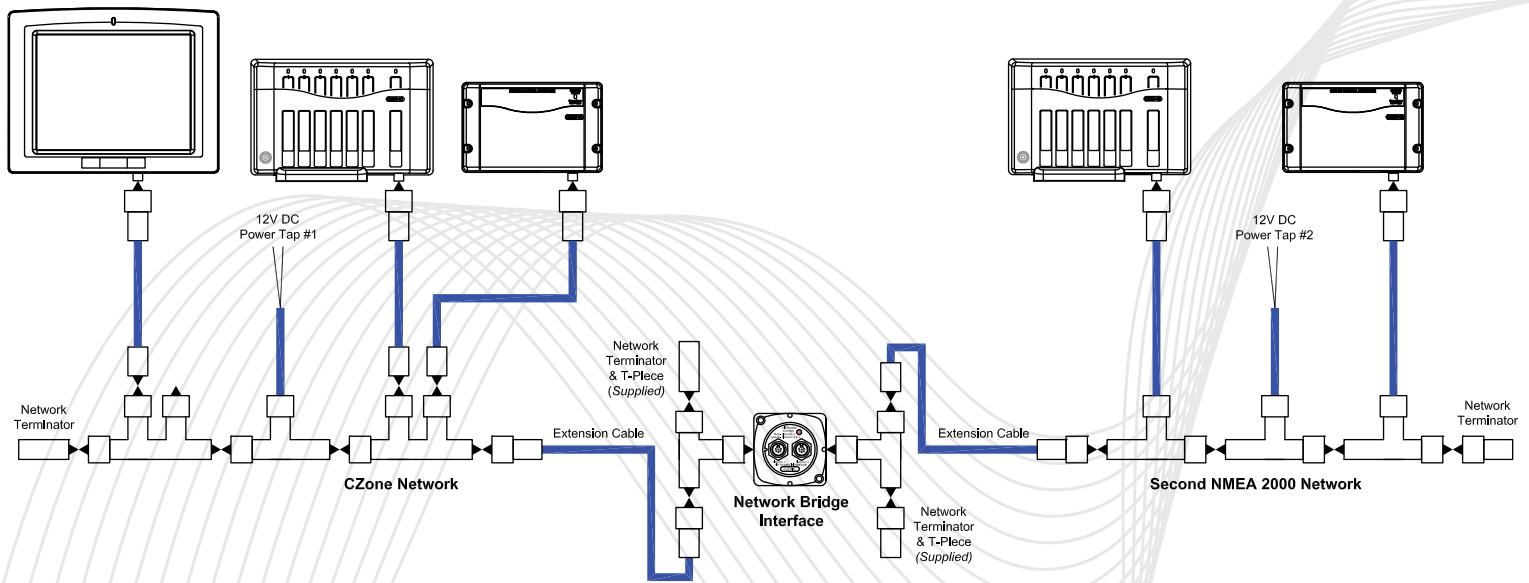 12V DC
Power Tap #1
12V DC
Power Tap #2
Network
Terminator
& T-Piece
(Supplied)
Network
Terminator
Extension Cable
Extension Cable
Network
Terminator
CZone Network
Network Bridge
Interface
Second NMEA 2000 Network
Network
Terminator
& T-Piece
(Supplied)